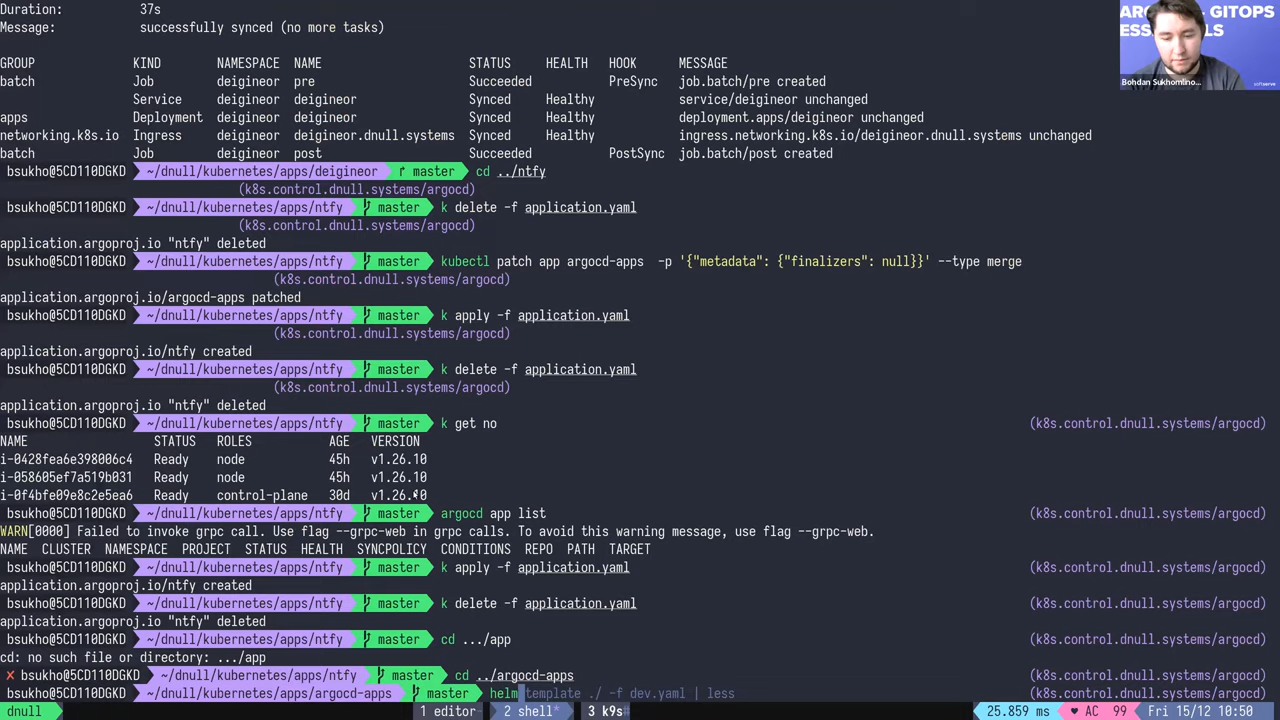 Duration: 37s
Message: successfully synced (no more tasks)
GROUP KIND NAMESPACE NAME STATUS HEALTH HOOK MESSAGE
batch Job deigineor pre Succeeded PreSync job.batch/pre created
Service deigineor deigineor Synced Healthy service/deigineor unchanged
apps Deployment deigineor deigineor Synced Healthy deployment.apps/deigineor unchanged
networking.k8s.io Ingress deigineor deigineor.dnull.systems Synced Healthy ingress.networking.k8s.io/deigineor.dnull.systems unchanged
batch Job deigineor post Succeeded PostSync job.batch/post created
bsukho@5CD110DGKD ~/dnull/kubernetes/apps/deigineor master cd ../ntfy
(k8s.control.dnull.systems/argocd)
bsukho@5CD110DGKD ~/dnull/kubernetes/apps/ntfy master k delete -f application.yaml
(k8s.control.dnull.systems/argocd)
application.argoproj.io "ntfy" deleted
bsukho@5CD110DGKD ~/dnull/kubernetes/apps/ntfy master kubectl patch app argocd-apps -p '{"metadata": {"finalizers": null}}' --type merge
(k8s.control.dnull.systems/argocd)
application.argoproj.io/argocd-apps patched
bsukho@5CD110DGKD ~/dnull/kubernetes/apps/ntfy master k apply -f application.yaml
(k8s.control.dnull.systems/argocd)
application.argoproj.io/ntfy created
bsukho@5CD110DGKD ~/dnull/kubernetes/apps/ntfy master k delete -f application.yaml
(k8s.control.dnull.systems/argocd)
application.argoproj.io "ntfy" deleted
bsukho@5CD110DGKD ~/dnull/kubernetes/apps/ntfy master k get no (k8s.control.dnull.systems/argocd)
NAME STATUS ROLES AGE VERSION
i-0428fea6e398006c4 Ready node 45h v1.26.10
i-058605ef7a519b031 Ready node 45h v1.26.10
i-0f4bfe09e8c2e5ea6 Ready control-plane 30d v1.26.10
bsukho@5CD110DGKD ~/dnull/kubernetes/apps/ntfy master argocd app list (k8s.control.dnull.systems/argocd)
WARN[0000] Failed to invoke grpc call. Use flag --grpc-web in grpc calls. To avoid this warning message, use flag --grpc-web.
NAME CLUSTER NAMESPACE PROJECT STATUS HEALTH SYNCPOLICY CONDITIONS REPO PATH TARGET
bsukho@5CD110DGKD ~/dnull/kubernetes/apps/ntfy master k apply -f application.yaml (k8s.control.dnull.systems/argocd)
application.argoproj.io/ntfy created
bsukho@5CD110DGKD ~/dnull/kubernetes/apps/ntfy master k delete -f application.yaml (k8s.control.dnull.systems/argocd)
application.argoproj.io "ntfy" deleted
bsukho@5CD110DGKD ~/dnull/kubernetes/apps/ntfy master cd .../app (k8s.control.dnull.systems/argocd)
cd: no such file or directory: .../app
✗ bsukho@5CD110DGKD ~/dnull/kubernetes/apps/ntfy master cd ../argocd-apps (k8s.control.dnull.systems/argocd)
bsukho@5CD110DGKD ~/dnull/kubernetes/apps/argocd-apps master helm template ./ -f dev.yaml | less (k8s.control.dnull.systems/argocd)
dnull 1 editor 2 shell* 3 k9s# 25.859 ms ♥ AC 99 Fri 15/12 10:50
GITOPS
Bohdan Sukhomlino...
softserve